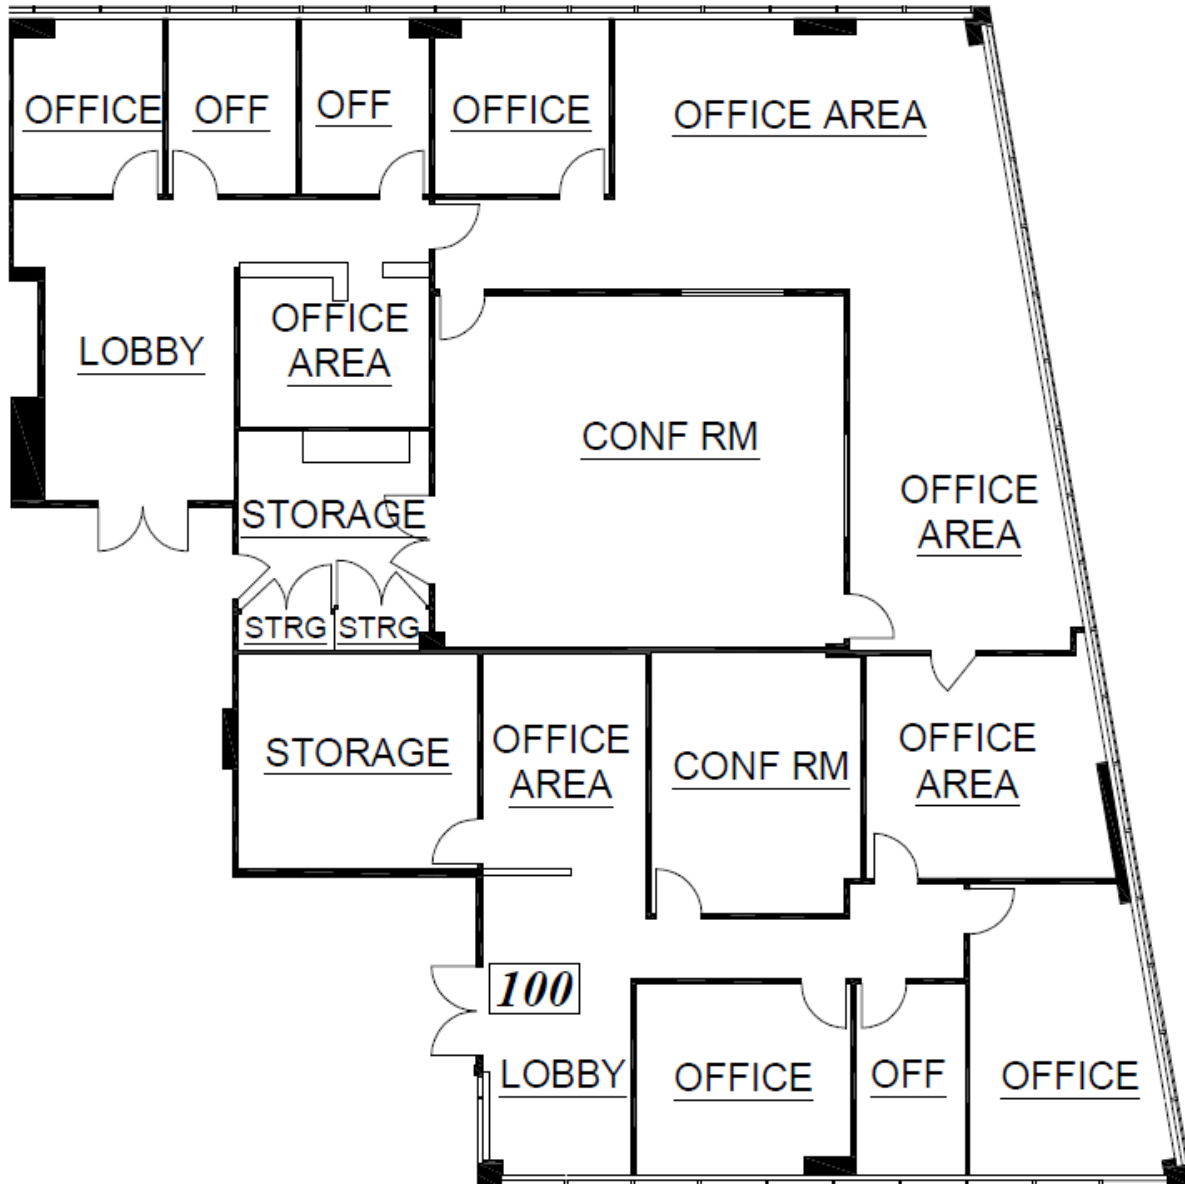 OFFICE
OFF
OFF
OFFICE
OFFICE AREA
OFFICE
AREA
LOBBY
CONF RM
OFFICE
AREA
STORAGE
STRG
STRG
STORAGE
OFFICE
AREA
CONF RM
OFFICE
AREA
100
LOBBY
OFFICE
OFF
OFFICE